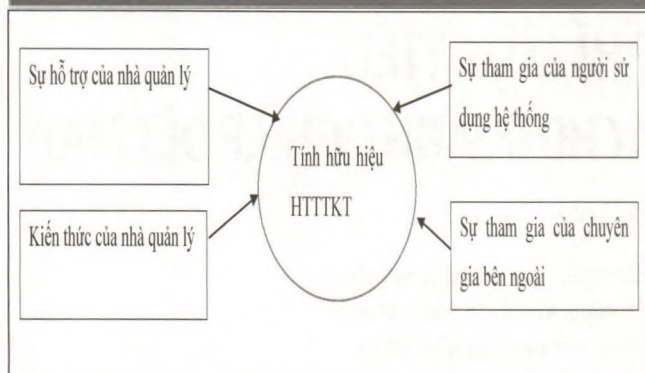 Sự hỗ trợ của nhà quản lý
Kiến thức của nhà quản lý
Tính hữu hiệu
HTTTKT
Sự tham gia của người sử
dụng hệ thống
Sự tham gia của chuyên
gia bên ngoài